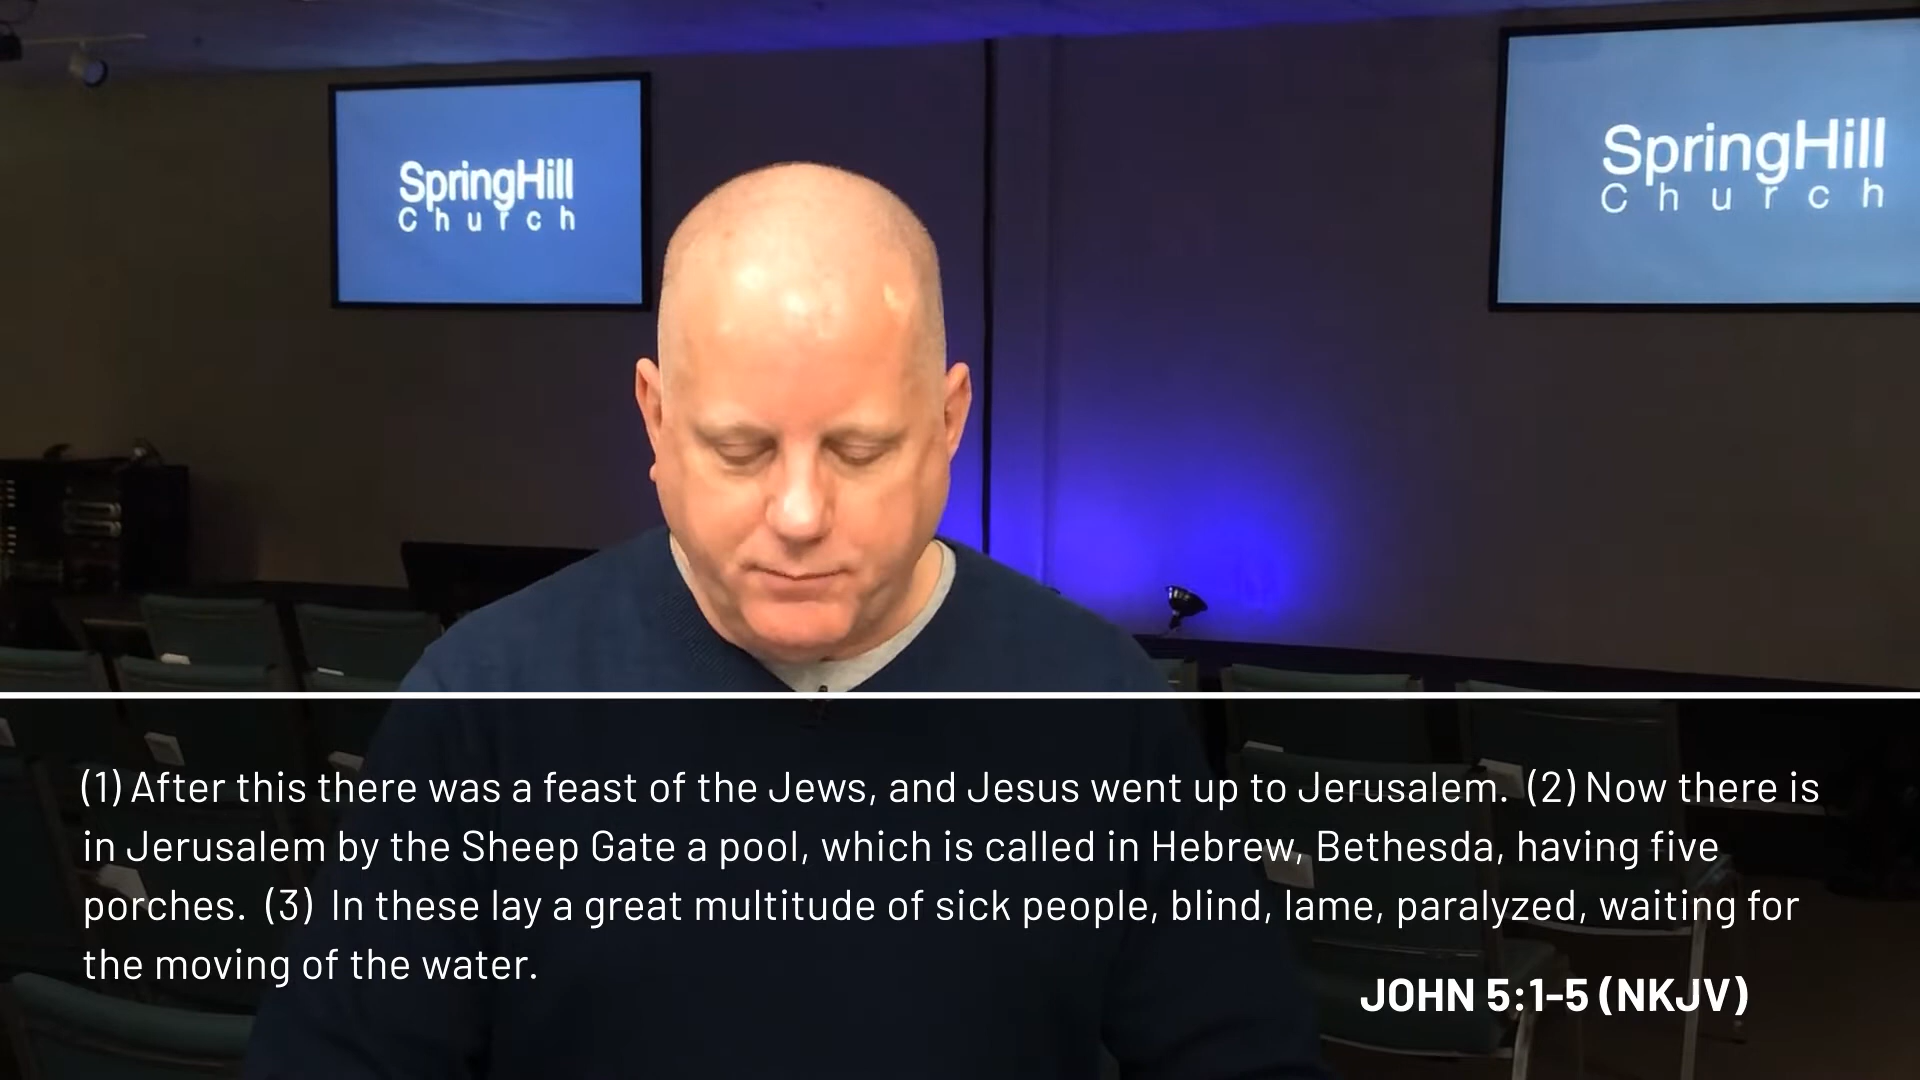 SpringHill
Church
SpringHill
Church
(1) After this there was a feast of the Jews, and Jesus went up to Jerusalem. (2) Now there is
in Jerusalem by the Sheep Gate a pool, which is called in Hebrew, Bethesda, having five
porches. (3) In these lay a great multitude of sick people, blind, lame, paralyzed, waiting for
the moving of the water.
JOHN 5:1-5 (NKJV)